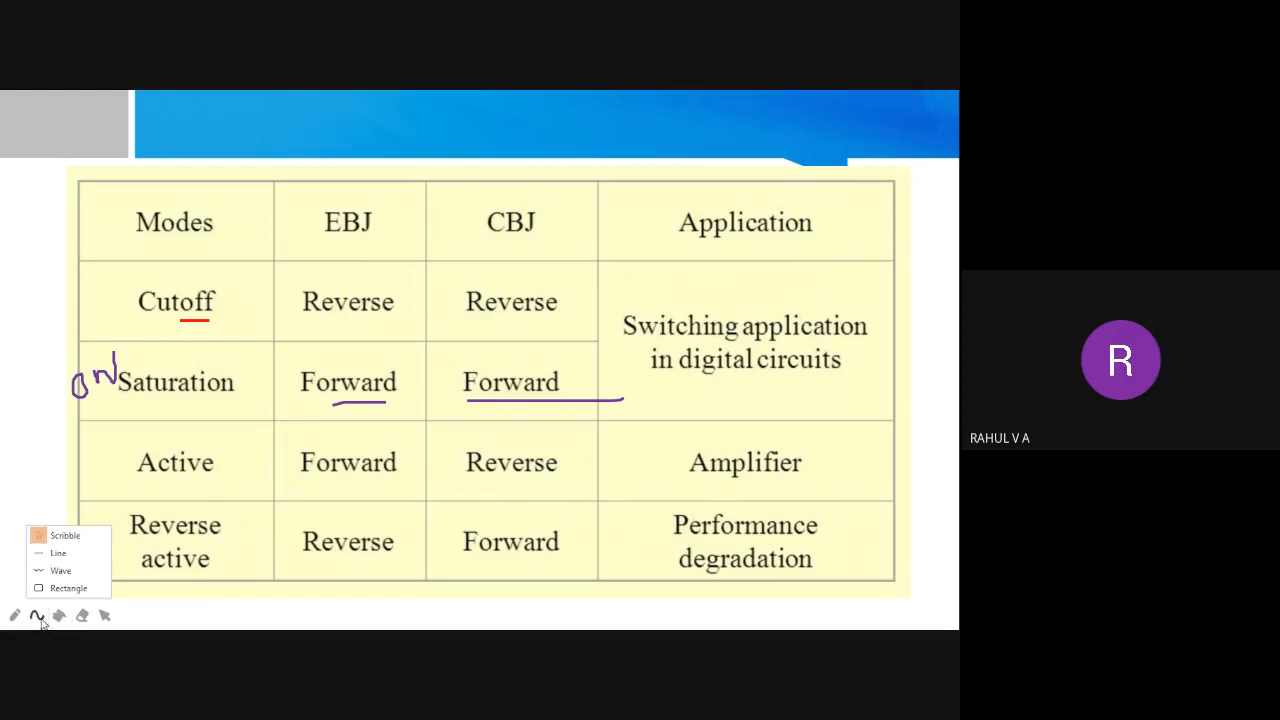 Modes EBJ CBJ Application
Cutoff Reverse Reverse
Switching application
in digital circuits
ON
Saturation Forward Forward
Active Forward Reverse Amplifier
Reverse
active
Reverse Forward
Performance
degradation
Scribble
Line
Wave
Rectangle
R
RAHUL V A